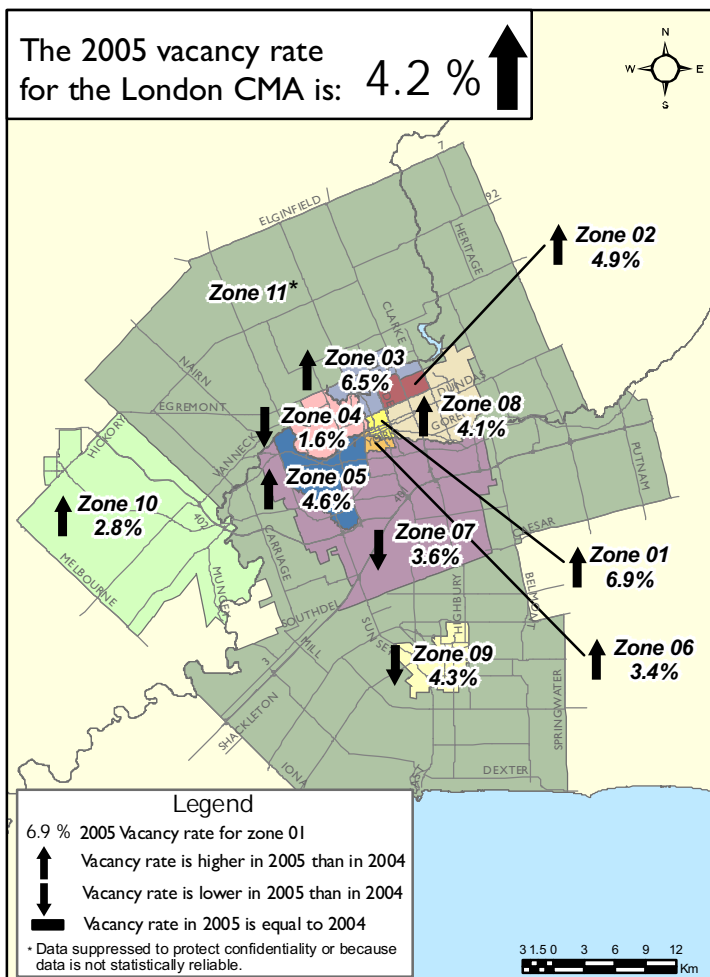 The 2005 vacancy rate
for the London CMA is: 4.2 %
N
W E
S
7
ELGINFIELD
92
HERITAGE
Zone 02
4.9%
Zone 11*
CLARKE
NAIRN
Zone 03
6.5%
DUNDAS
EGREMONT
Zone 04
1.6%
Zone 08
4.1%
GORE
HICKORY
VANNECK
YORK
PUTNAM
Zone 05
4.6%
401
Zone 10
2.8%
402
Zone 07
3.6%
CARRIAGE
MELBOURNE
MUNCEY
Zone 01
6.9%
BELMONT
SOUTHDEL
HIGHBURY
SUNSET
MILL
Zone 06
3.4%
Zone 09
4.3%
3
SHACKLETON
SPRINGWATER
IONA
DEXTER
Legend
6.9 % 2005 Vacancy rate for zone 01
Vacancy rate is higher in 2005 than in 2004
Vacancy rate is lower in 2005 than in 2004
Vacancy rate in 2005 is equal to 2004
* Data suppressed to protect confidentiality or because
data is not statistically reliable.
3 1.5 0 3 6 9 12
Km